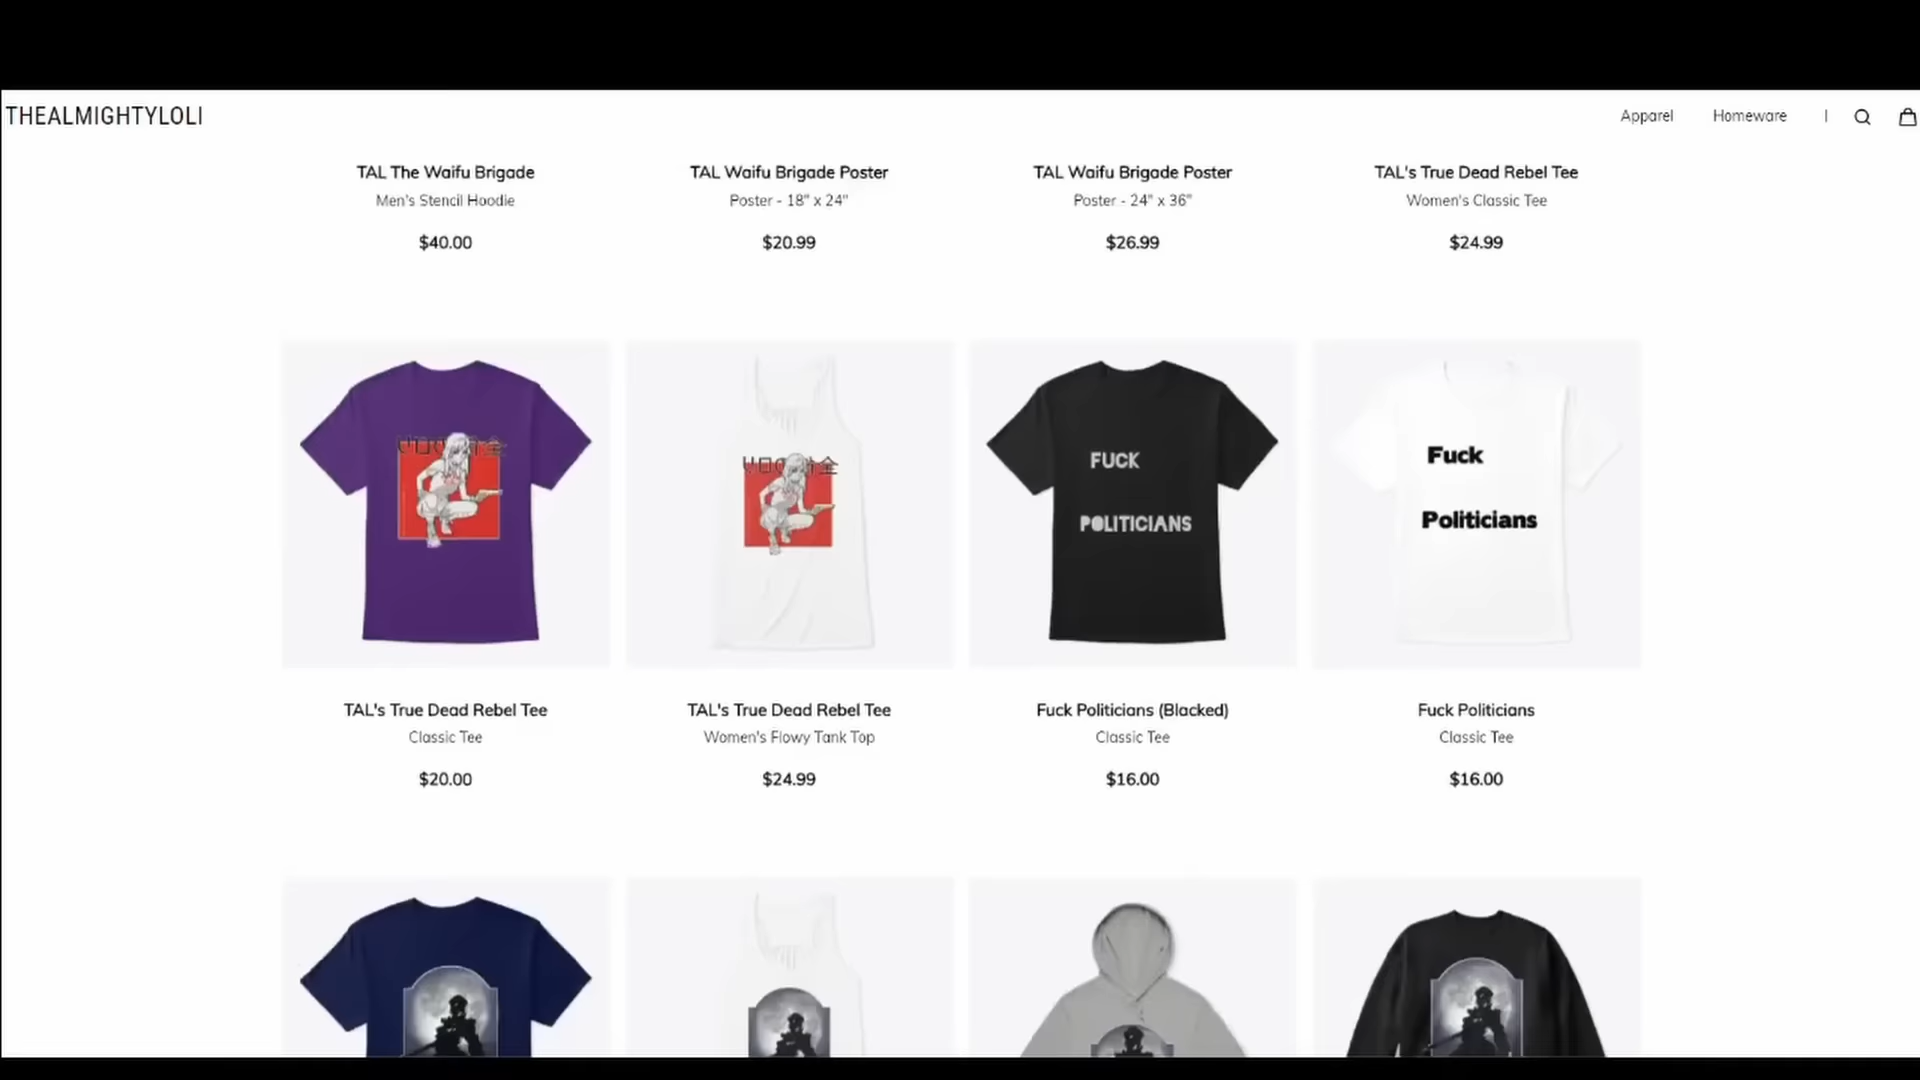 THEALMIGHTYLOLI
Apparel Homeware |
TAL The Waifu Brigade
Men's Stencil Hoodie
$40.00
TAL Waifu Brigade Poster
Poster - 18" x 24"
$20.99
TAL Waifu Brigade Poster
Poster - 24" x 36"
$26.99
TAL's True Dead Rebel Tee
Women's Classic Tee
$24.99
FUCK
POLITICIANS
Fuck
Politicians
TAL's True Dead Rebel Tee
Classic Tee
$20.00
TAL's True Dead Rebel Tee
Women's Flowy Tank Top
$24.99
Fuck Politicians (Blacked)
Classic Tee
$16.00
Fuck Politicians
Classic Tee
$16.00